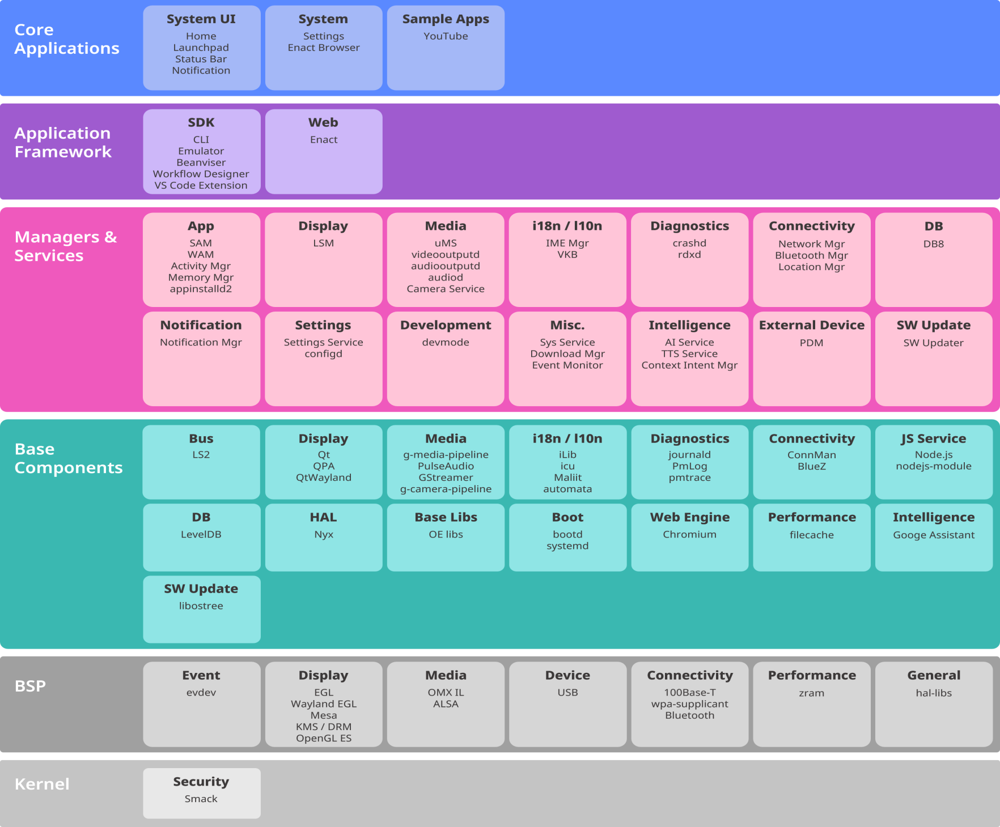 Core
Applications
System UI
Home
Launchpad
Status Bar
Notification
System
Settings
Enact Browser
Sample Apps
YouTube
Application
Framework
SDK
CLI
Emulator
Beanviser
Workflow Designer
VS Code Extension
Web
Enact
Managers &
Services
App
SAM
WAM
Activity Mgr
Memory Mgr
appinstalld2
Display
LSM
Media
uMS
videooutputd
audiooutputd
audiod
Camera Service
i18n / l10n
IME Mgr
VKB
Diagnostics
crashd
rdxd
Connectivity
Network Mgr
Bluetooth Mgr
Location Mgr
DB
DB8
Notification
Notification Mgr
Settings
Settings Service
configd
Development
devmode
Misc.
Sys Service
Download Mgr
Event Monitor
Intelligence
AI Service
TTS Service
Context Intent Mgr
External Device
PDM
SW Update
SW Updater
Base
Components
Bus
LS2
Display
Qt
QPA
QtWayland
Media
g-media-pipeline
PulseAudio
GStreamer
g-camera-pipeline
i18n / l10n
iLib
icu
Maliit
automata
Diagnostics
journald
PmLog
pmtrace
Connectivity
ConnMan
BlueZ
JS Service
Node.js
nodejs-module
DB
LevelDB
HAL
Nyx
Base Libs
OE libs
Boot
bootd
systemd
Web Engine
Chromium
Performance
filecache
Intelligence
Googe Assistant
SW Update
libostree
BSP
Event
evdev
Display
EGL
Wayland EGL
Mesa
KMS / DRM
OpenGL ES
Media
OMX IL
ALSA
Device
USB
Connectivity
100Base-T
wpa-supplicant
Bluetooth
Performance
zram
General
hal-libs
Kernel
Security
Smack